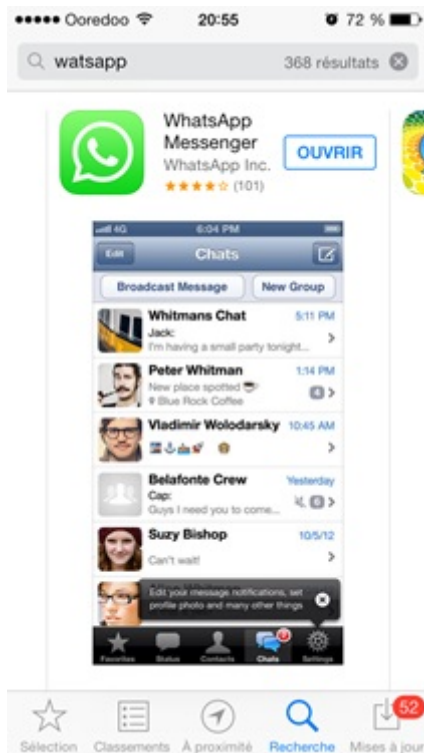 Ooredoo 20:55 72 %
watsapp 368 résultats
WhatsApp
Messenger
WhatsApp Inc.
(101)
OUVRIR
4G 6:04 PM
Edit Chats
Broadcast Message New Group
Whitmans Chat 5:11 PM
Jack:
I'm having a small party tonight...
Peter Whitman 1:14 PM
New place spotted
Blue Rock Coffee 4
Vladimir Wolodarsky 10:45 AM
Belafonte Crew Yesterday
Cap:
Guys I need you to come... 6
Suzy Bishop 10/5/12
Can't wait!
Edit your message notifications, set
profile photo and many other things
Favorites Status Contacts Chats Settings
52
Sélection Classements À proximité Recherche Mises à jour